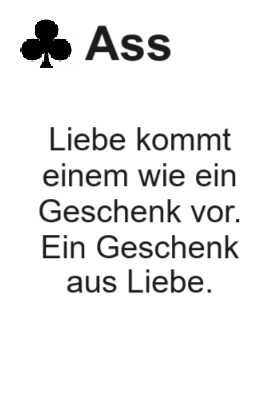 ♣ Ass
Liebe kommt
einem wie ein
Geschenk vor.
Ein Geschenk
aus Liebe.